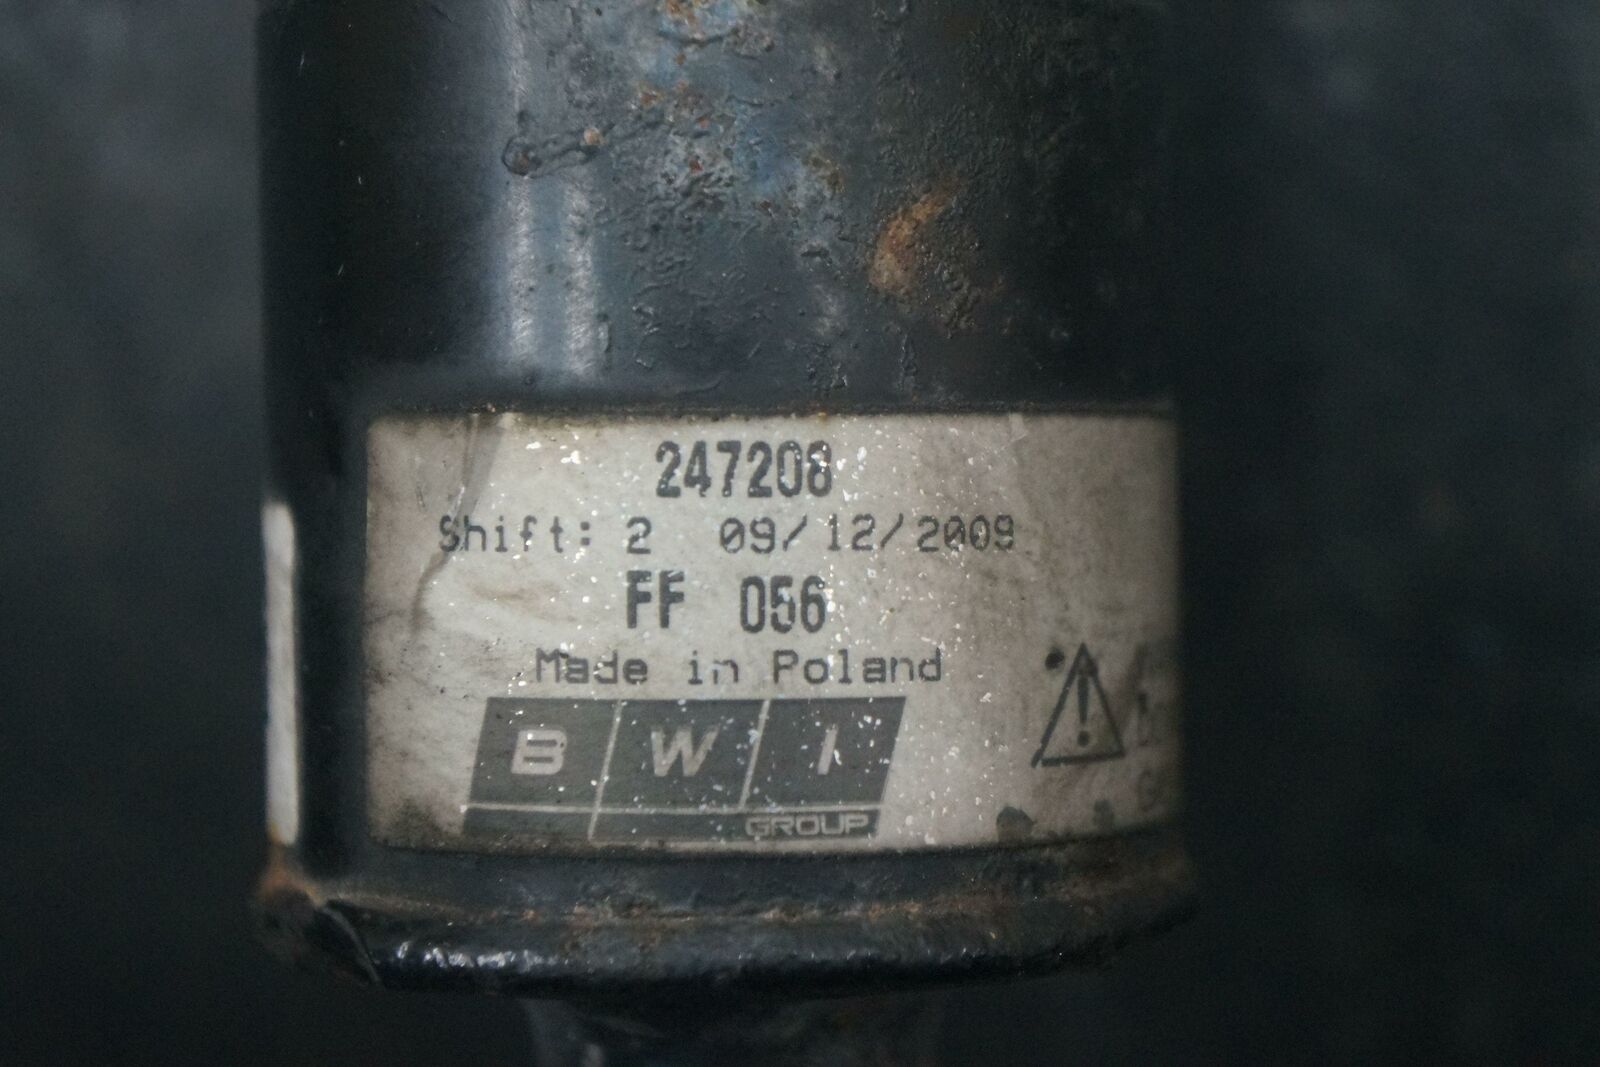 247208
Shift: 2 09/12/2009
FF 056
Made in Poland
BWI
GROUP